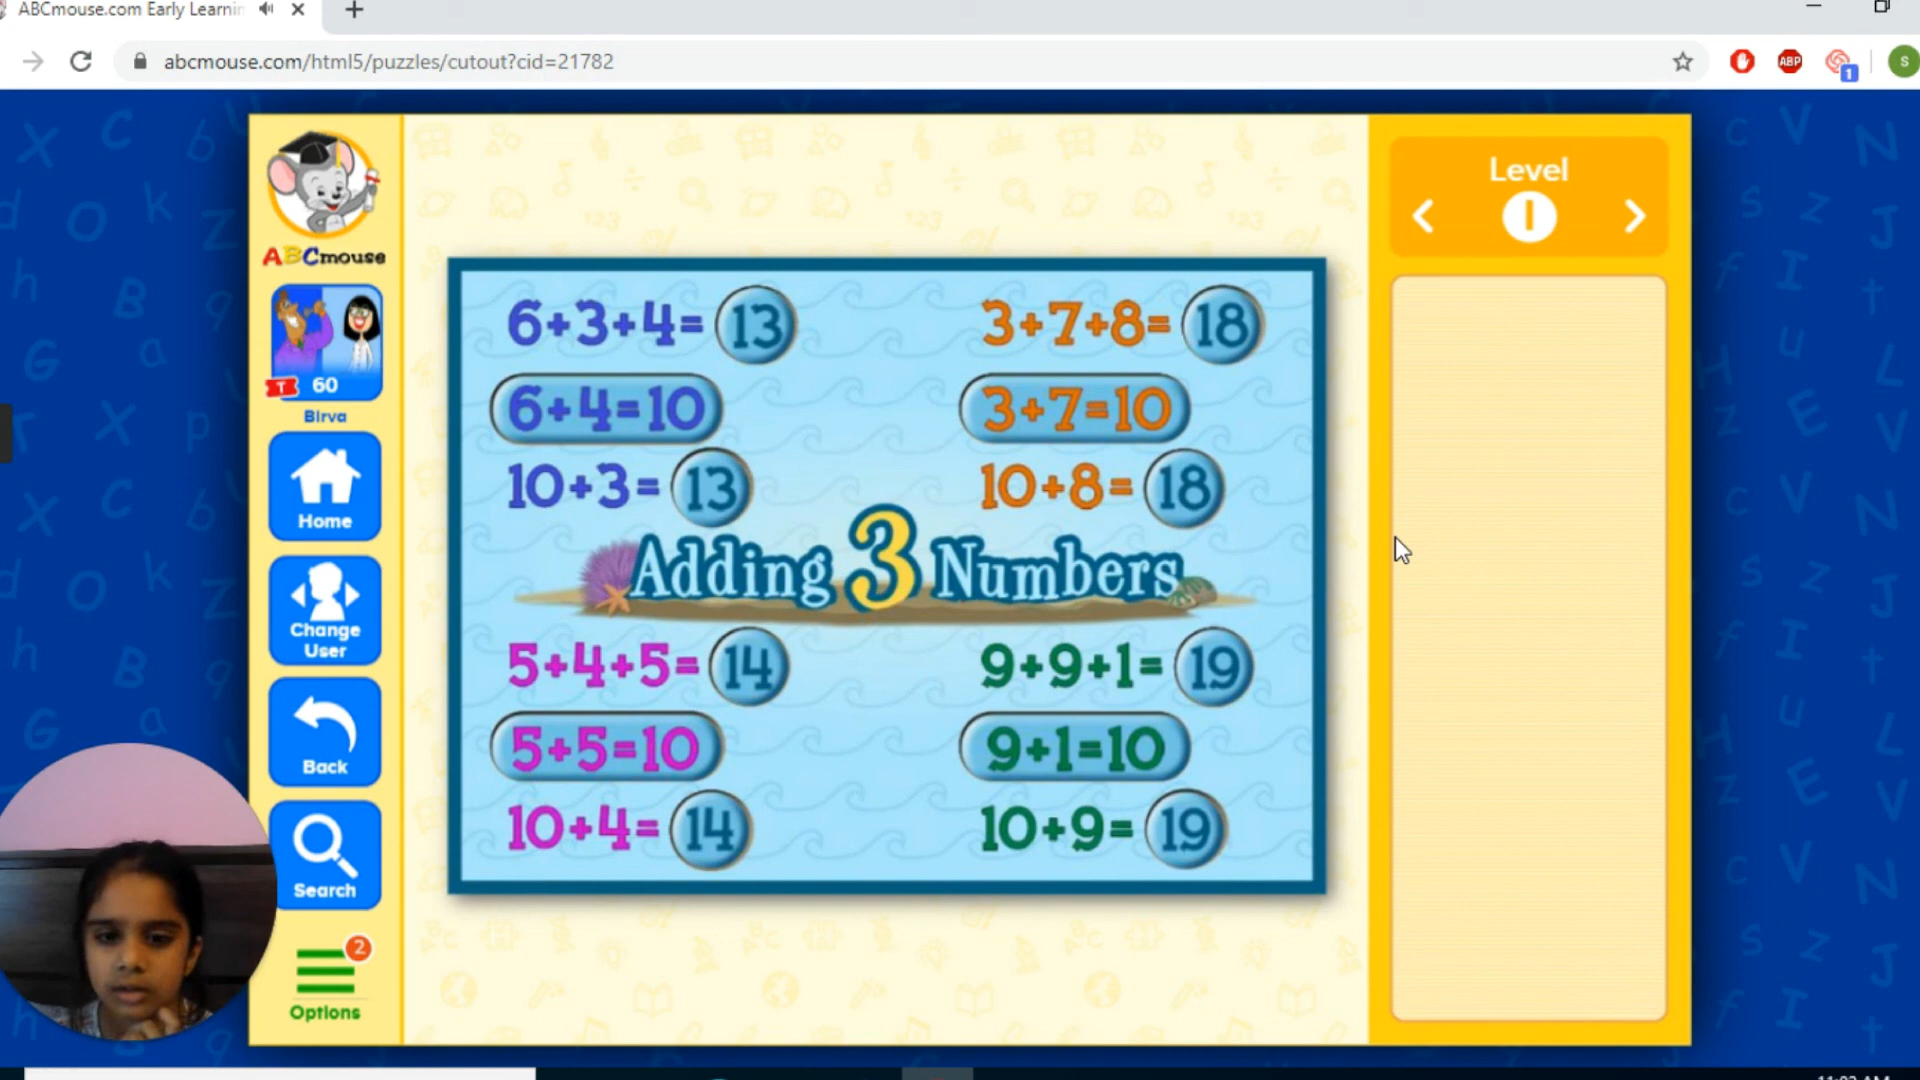 ABCmouse.com Early Learnin
abcmouse.com/html5/puzzles/cutout?cid=21782
ABP
1
S
ABCmouse
T 60
Birva
Home
Change User
Back
Search
2
Options
6+3+4= 13
6+4=10
10+3= 13
3+7+8= 18
3+7=10
10+8= 18
Adding 3 Numbers
5+4+5= 14
5+5=10
10+4= 14
9+9+1= 19
9+1=10
10+9= 19
Level
1